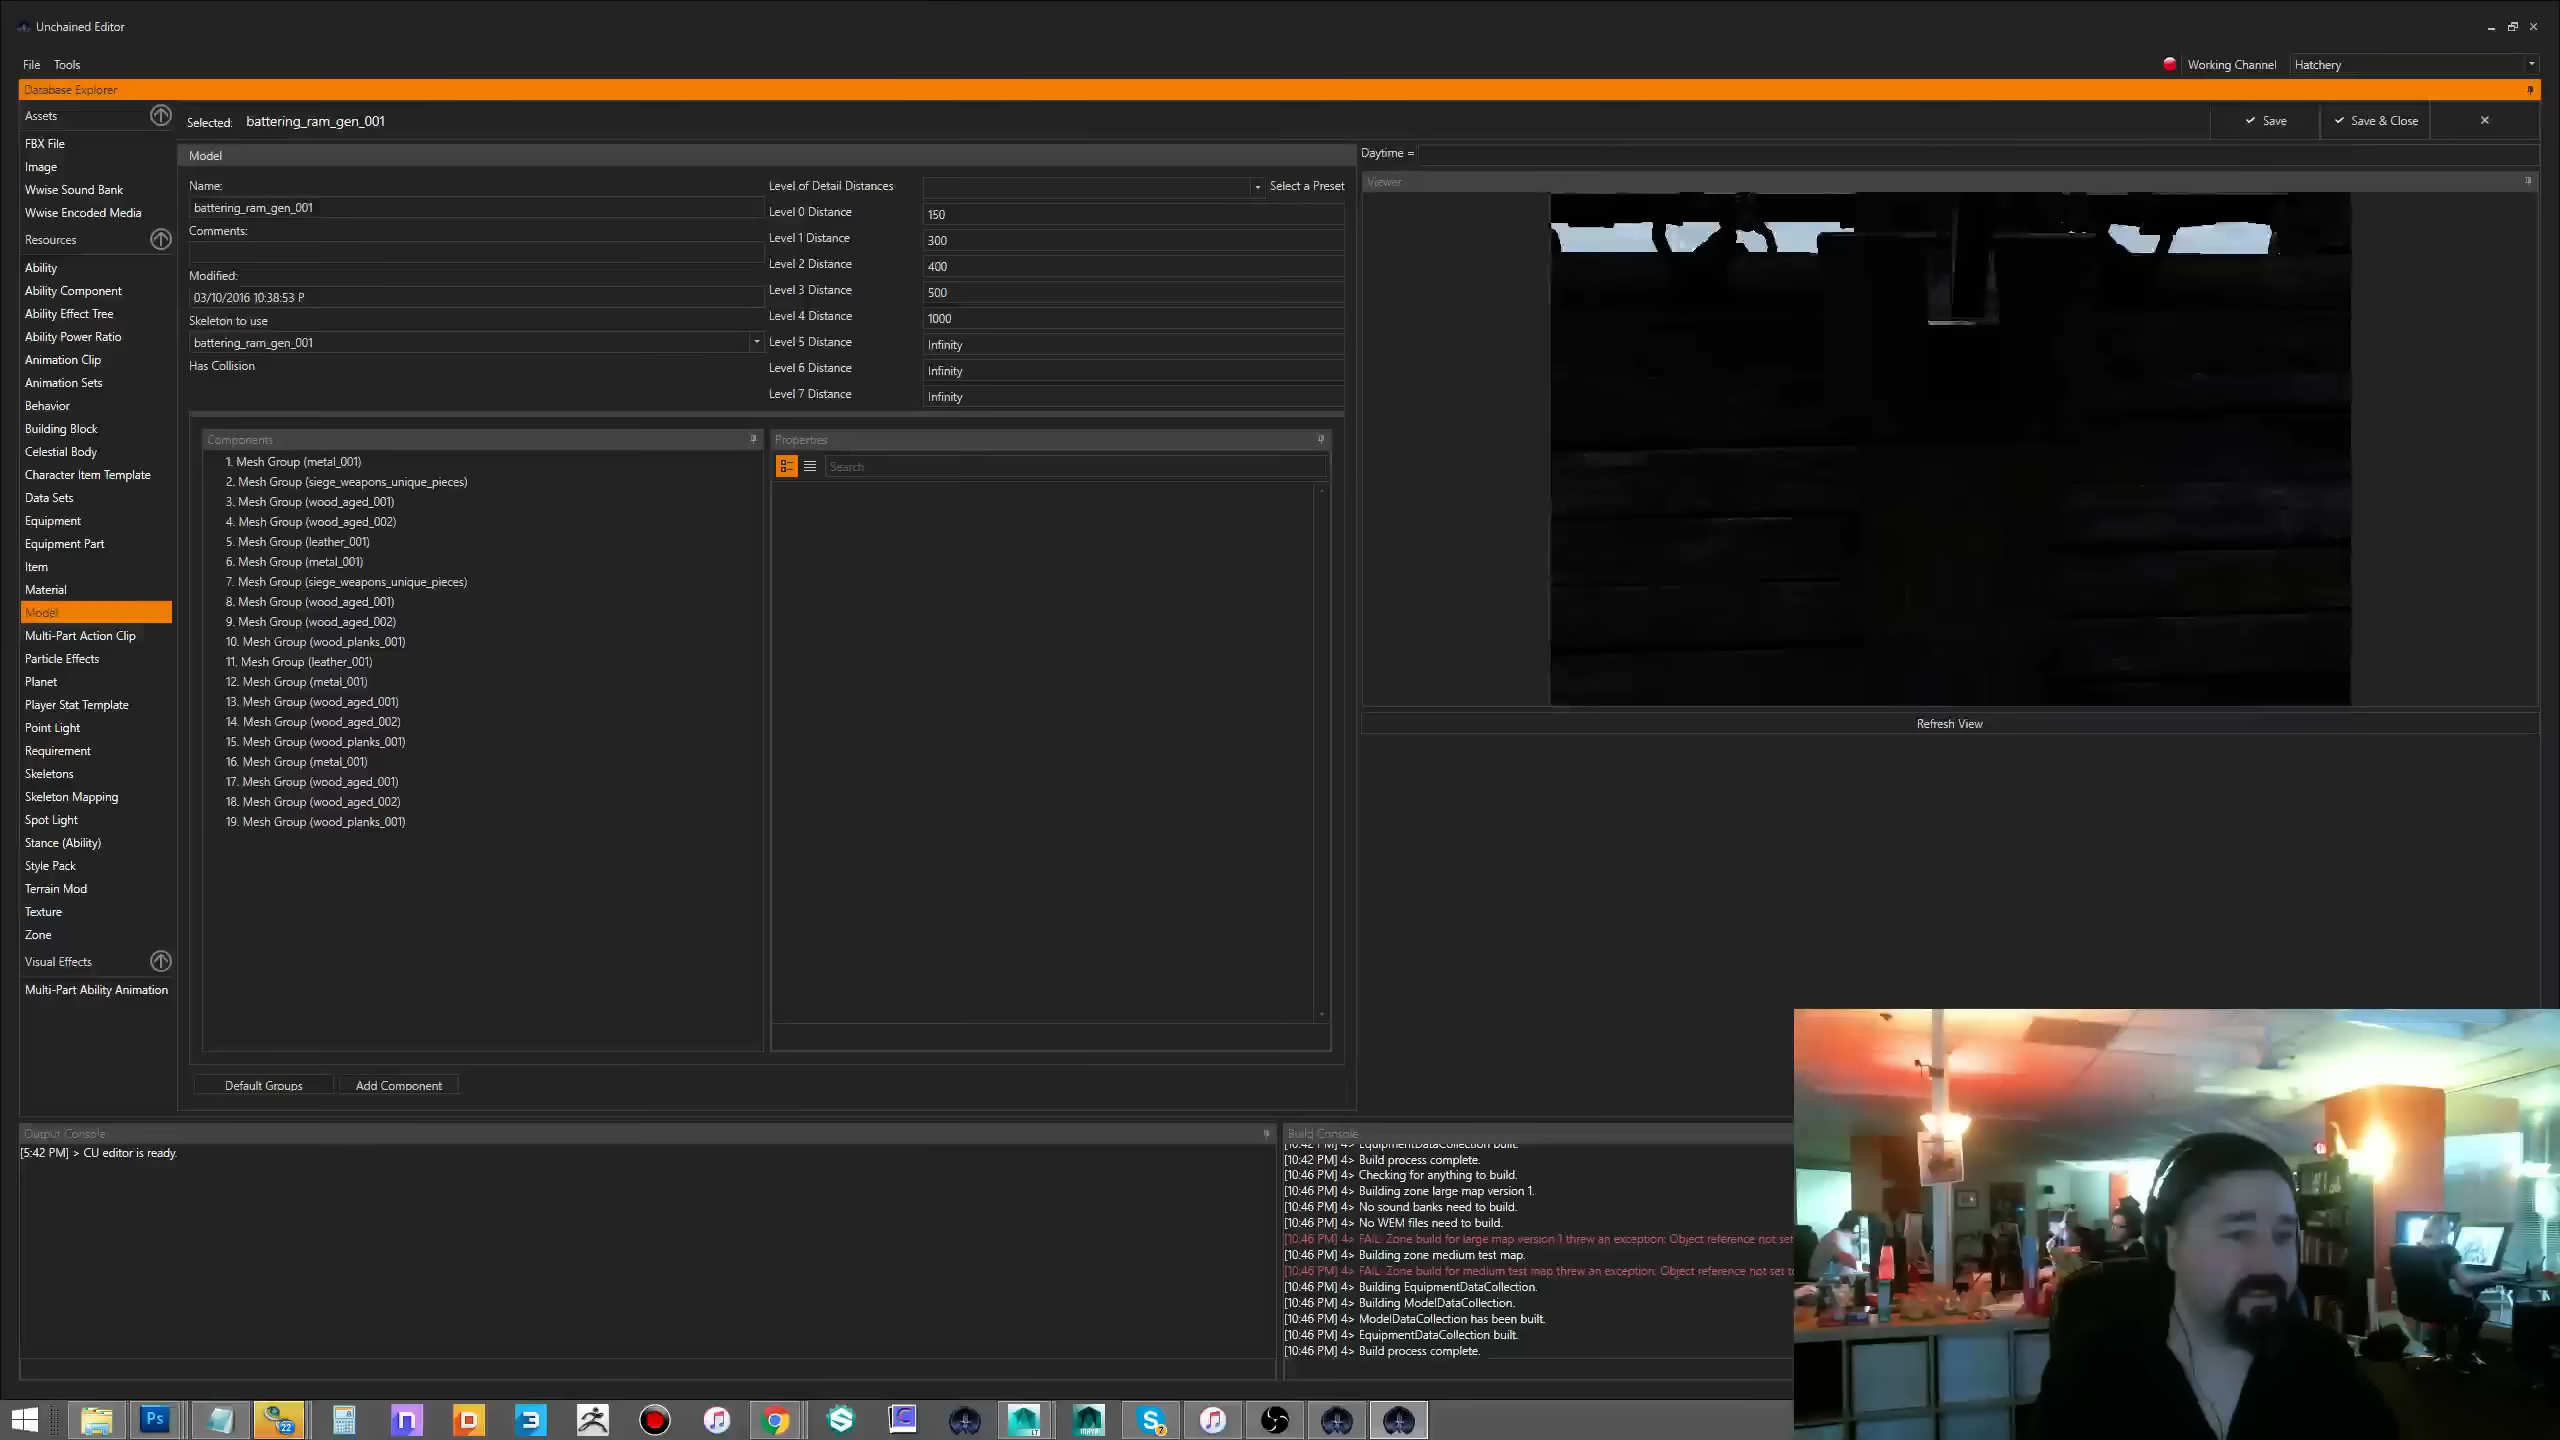 Unchained Editor
File Tools
Working Channel Hatchery
Database Explorer
Assets
FBX File
Image
Wwise Sound Bank
Wwise Encoded Media
Resources
Ability
Ability Component
Ability Effect Tree
Ability Power Ratio
Animation Clip
Animation Sets
Behavior
Building Block
Celestial Body
Character Item Template
Data Sets
Equipment
Equipment Part
Item
Material
Model
Multi-Part Action Clip
Particle Effects
Planet
Player Stat Template
Point Light
Requirement
Skeletons
Skeleton Mapping
Spot Light
Stance (Ability)
Style Pack
Terrain Mod
Texture
Zone
Visual Effects
Multi-Part Ability Animation
Selected: battering_ram_gen_001
Save
Save & Close
Model
Name:
battering_ram_gen_001
Comments:
Modified:
03/10/2016 10:38:53 P
Skeleton to use
battering_ram_gen_001
Has Collision
Level of Detail Distances Select a Preset
Level 0 Distance 150
Level 1 Distance 300
Level 2 Distance 400
Level 3 Distance 500
Level 4 Distance 1000
Level 5 Distance Infinity
Level 6 Distance Infinity
Level 7 Distance Infinity
Components
1. Mesh Group (metal_001)
2. Mesh Group (siege_weapons_unique_pieces)
3. Mesh Group (wood_aged_001)
4. Mesh Group (wood_aged_002)
5. Mesh Group (leather_001)
6. Mesh Group (metal_001)
7. Mesh Group (siege_weapons_unique_pieces)
8. Mesh Group (wood_aged_001)
9. Mesh Group (wood_aged_002)
10. Mesh Group (wood_planks_001)
11. Mesh Group (leather_001)
12. Mesh Group (metal_001)
13. Mesh Group (wood_aged_001)
14. Mesh Group (wood_aged_002)
15. Mesh Group (wood_planks_001)
16. Mesh Group (metal_001)
17. Mesh Group (wood_aged_001)
18. Mesh Group (wood_aged_002)
19. Mesh Group (wood_planks_001)
Properties
Search
Default Groups
Add Component
Daytime =
Viewer
Refresh View
Output Console
[5:42 PM] > CU editor is ready.
Build Console
[10:42 PM] 4> EquipmentDataCollection built.
[10:42 PM] 4> Build process complete.
[10:46 PM] 4> Checking for anything to build.
[10:46 PM] 4> Building zone large map version 1.
[10:46 PM] 4> No sound banks need to build.
[10:46 PM] 4> No WEM files need to build.
[10:46 PM] 4> FAIL: Zone build for large map version 1 threw an exception: Object reference not set
[10:46 PM] 4> Building zone medium test map.
[10:46 PM] 4> FAIL: Zone build for medium test map threw an exception: Object reference not set
[10:46 PM] 4> Building EquipmentDataCollection.
[10:46 PM] 4> Building ModelDataCollection.
[10:46 PM] 4> ModelDataCollection has been built.
[10:46 PM] 4> EquipmentDataCollection built.
[10:46 PM] 4> Build process complete.
Ps
22